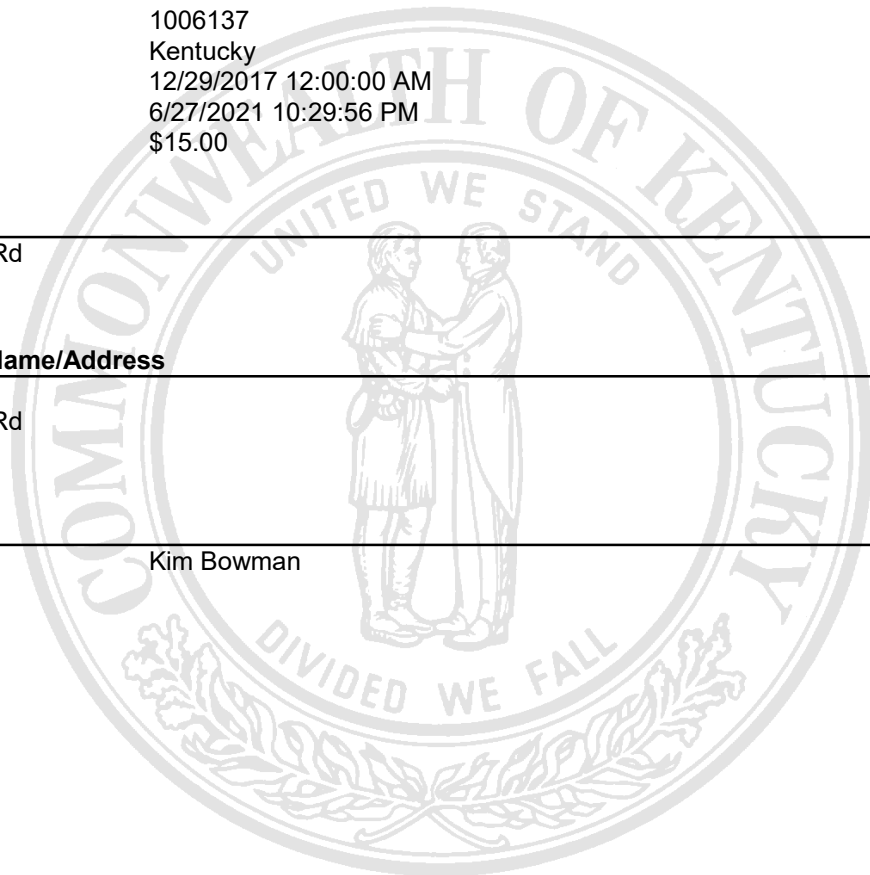 1006137
Kentucky
12/29/2017 12:00:00 AM
6/27/2021 10:29:56 PM
$15.00
COMMONWEALTH OF KENTUCKY
UNITED WE STAND
Rd
Name/Address
Rd
Kim Bowman
DIVIDED WE FALL